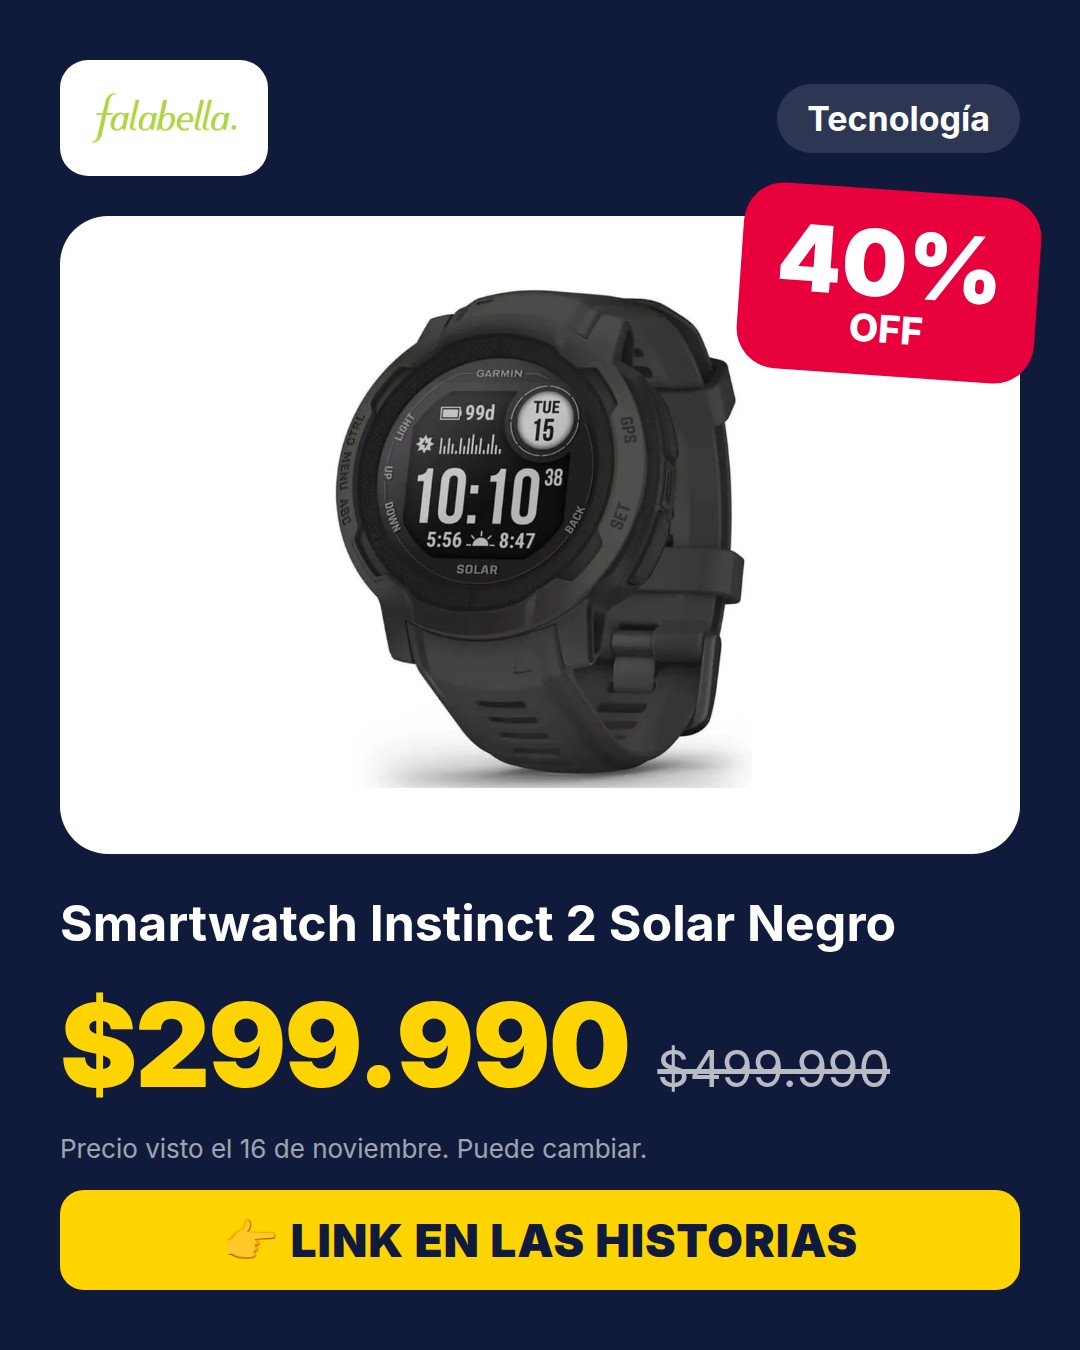 falabella.
Tecnología
40%
OFF
GARMIN
99d
TUE
15
LIGHT
CTRL
MENU
ABC
UP
DOWN
GPS
SET
BACK
10:10 38
5:56 8:47
SOLAR
Smartwatch Instinct 2 Solar Negro
$299.990 $499.990
Precio visto el 16 de noviembre. Puede cambiar.
👉 LINK EN LAS HISTORIAS